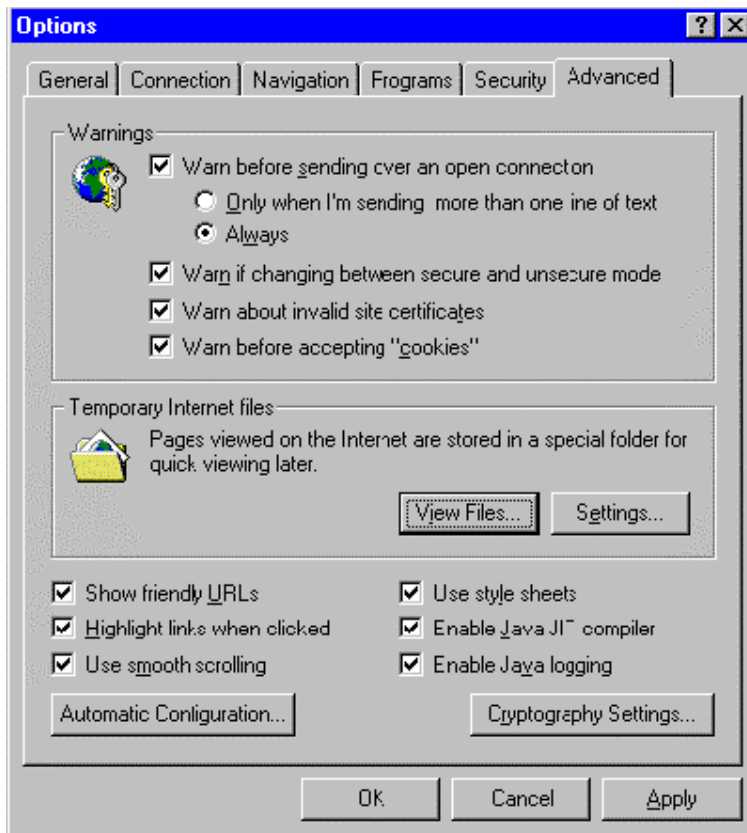 Options
General Connection Navigation Frograms Security Advanced
Warnings
Warn before sending over an open connecton
Only when I'm sending more than one ine of text
Always
Warn if changing between secure and unsecure mode
Warn about invalid site certificates
Warn before accepting "cookies"
Temporary Internet files
Pages viewed on the Internet are stored in a special folder for
quick viewing later.
View Files... Settings...
Show friendly URLs Use style sheets
Highlight links when clicked Enable Java JIT compiler
Use smooth scrolling Enable Java logging
Automatic Configuration... Cryptography Settings...
OK Cancel Apply